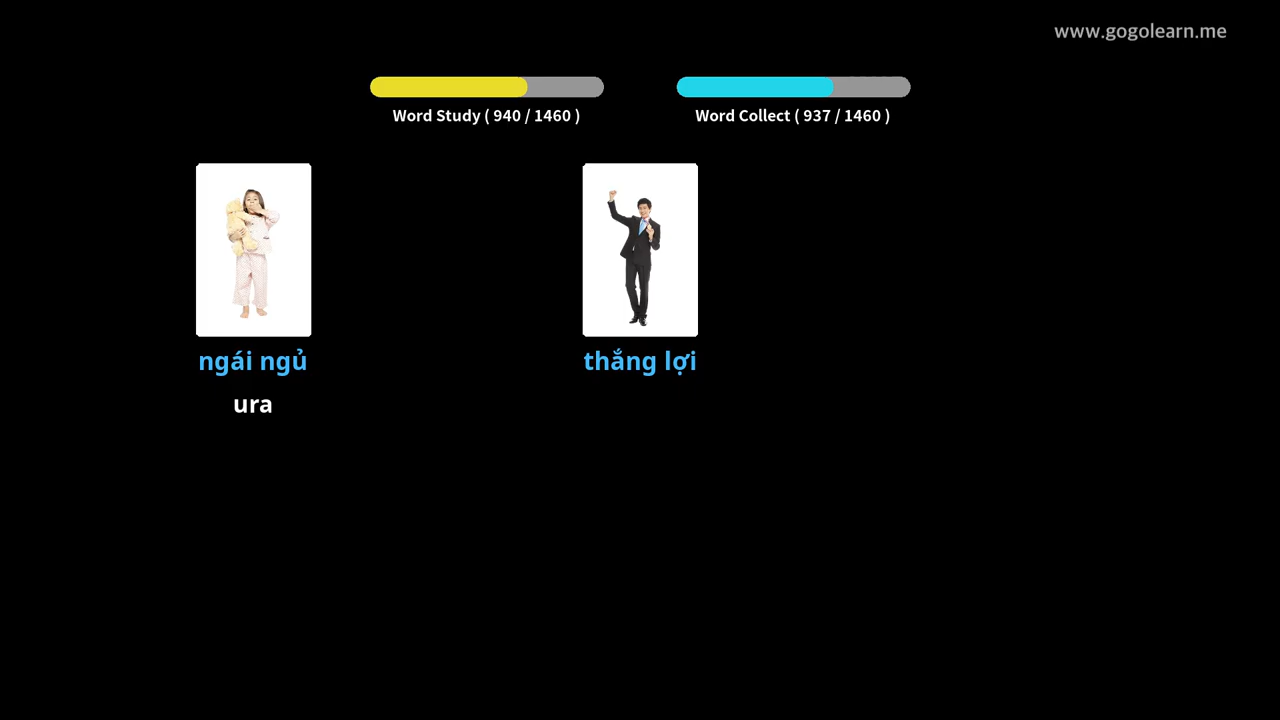 www.gogolearn.me
Word Study ( 940 / 1460 )
Word Collect ( 937 / 1460 )
ngái ngủ
thắng lợi
ura